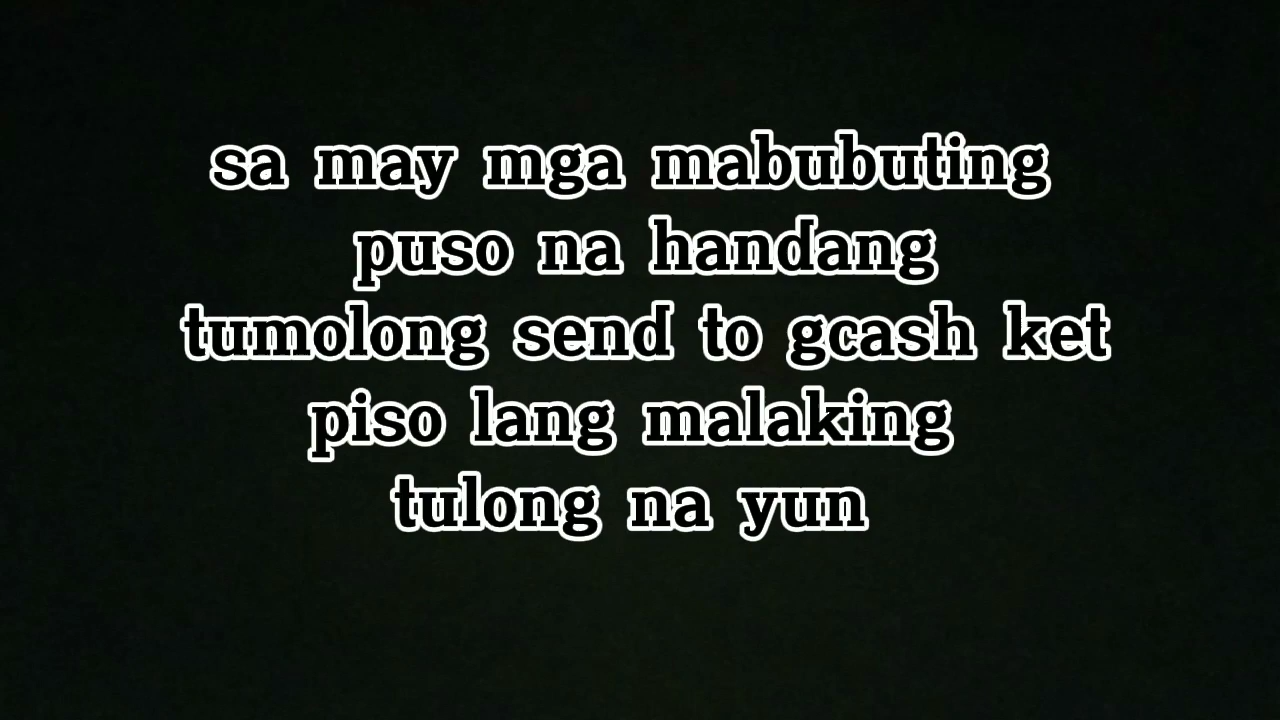 sa may mga mabubuting
puso na handang
tumolong send to gcash ket
piso lang malaking
tulong na yun